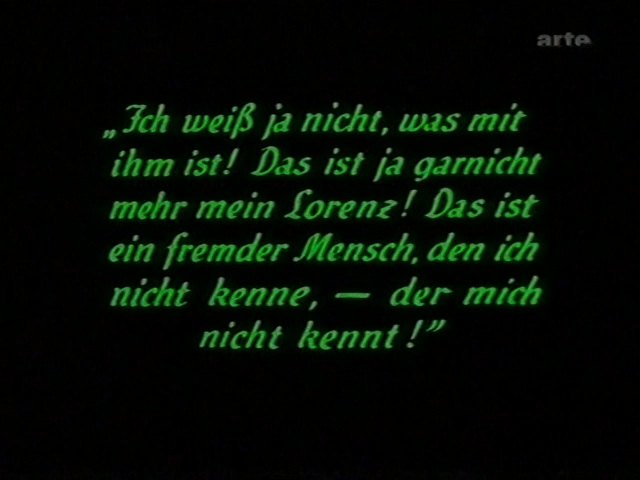 arte
„Ich weiß ja nicht, was mit
ihm ist! Das ist ja garnicht
mehr mein Lorenz! Das ist
ein fremder Mensch, den ich
nicht kenne, — der mich
nicht kennt!”